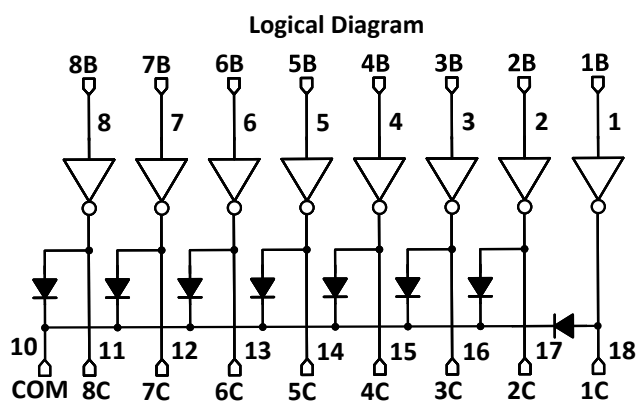 Logical Diagram
8B 7B 6B 5B 4B 3B 2B 1B
8 7 6 5 4 3 2 1
10 11 12 13 14 15 16 17 18
COM 8C 7C 6C 5C 4C 3C 2C 1C